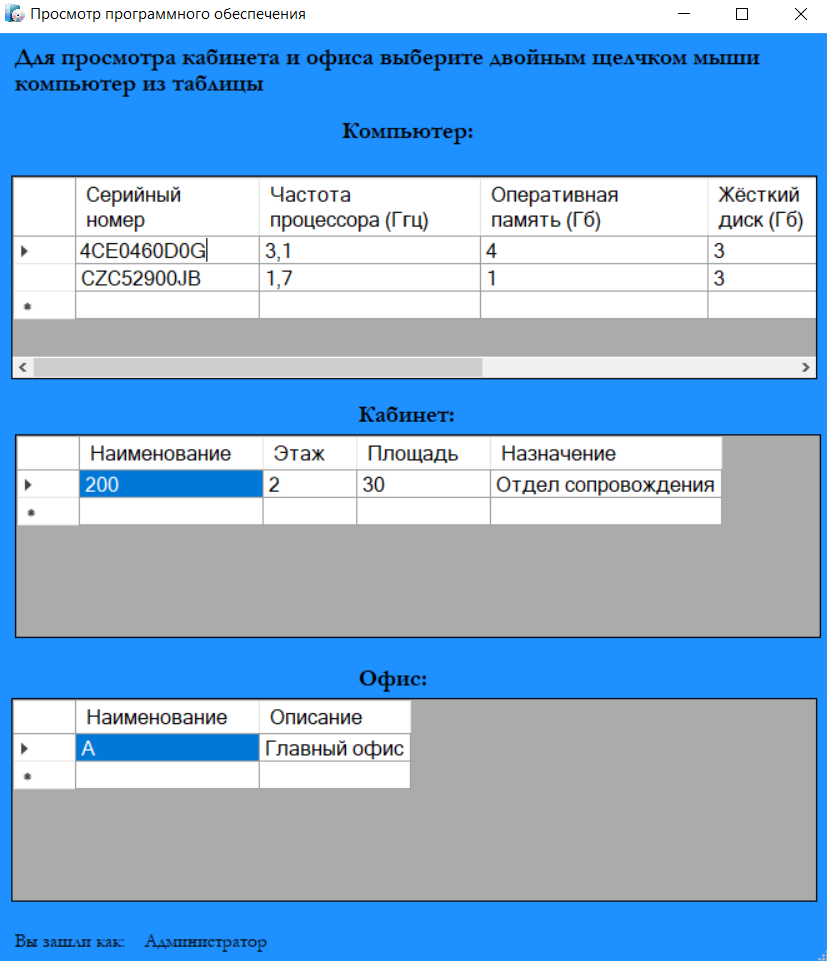 Просмотр программного обеспечения
Для просмотра кабинета и офиса выберите двойным щелчком мыши
компьютер из таблицы
Компьютер:
Серийный номер Частота процессора (Ггц) Оперативная память (Гб) Жёсткий диск (Гб)
4CE0460D0G 3,1 4 3
CZC52900JB 1,7 1 3
Кабинет:
Наименование Этаж Площадь Назначение
200 2 30 Отдел сопровождения
Офис:
Наименование Описание
А Главный офис
Вы зашли как: Администратор